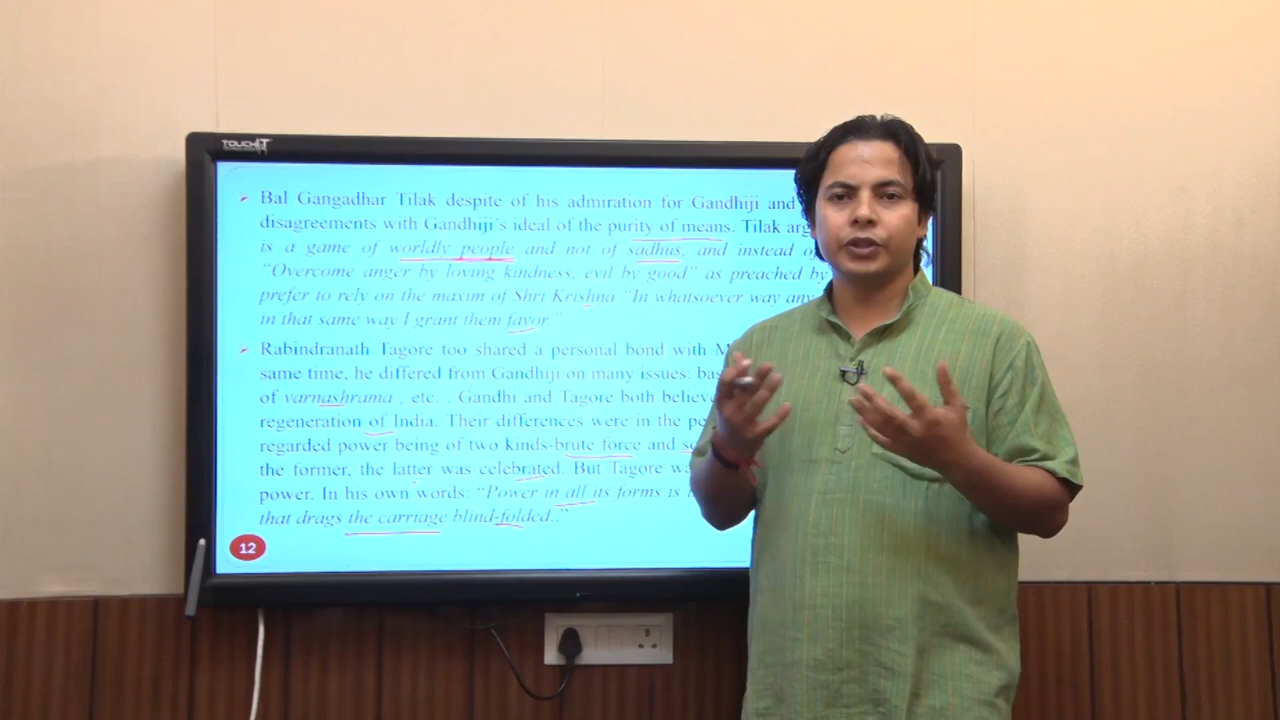 TOUCHIT
Bal Gangadhar Tilak despite of his admiration for Gandhiji and
disagreements with Gandhiji's ideal of the purity of means. Tilak arg
is a game of worldly people and not of sadhus, and instead
"Overcome anger by loving kindness, evil by good" as preached by
prefer to rely on the maxim of Shri Krishna "In whatsoever way any
in that same way I grant them favor."
Rabindranath Tagore too shared a personal bond with M
same time, he differed from Gandhiji on many issues: bas
of varnashrama , etc. . Gandhi and Tagore both believe
regeneration of India. Their differences were in the pe
regarded power being of two kinds-brute force and so
the former, the latter was celebrated. But Tagore wa
power. In his own words: "Power in all its forms is
that drags the carriage blind-folded.."
12